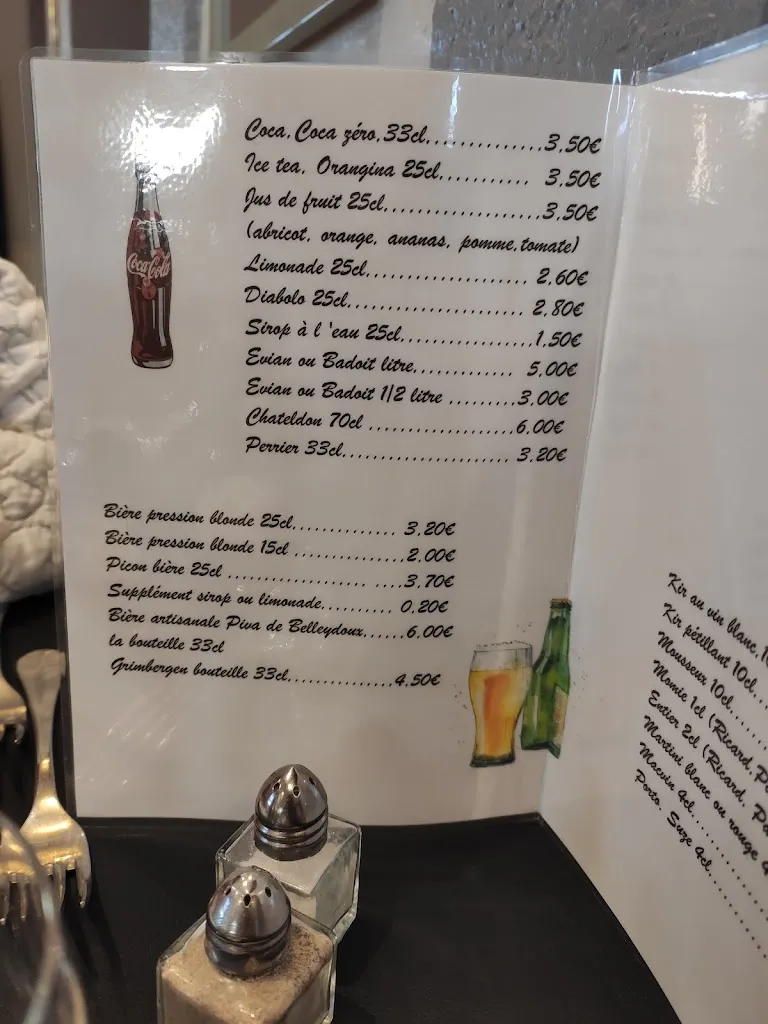 Coca, Coca zéro, 33cl...............3,50€
Ice tea, Orangina 25cl........... 3,50€
Jus de fruit 25cl....................3,50€
(abricot, orange, ananas, pomme,tomate)
Limonade 25cl.................... 2,60€
Diabolo 25cl...................... 2,80€
Sirop à l 'eau 25cl................1,50€
Evian ou Badoit litre............. 5,00€
Evian ou Badoit 1/2 litre .........3,00€
Chateldon 70cl ...................6,00€
Perrier 33cl...................... 3,20€
Coca-Cola
Bière pression blonde 25cl.............. 3,20€
Bière pression blonde 15cl ..............2,00€
Picon bière 25cl ................. ....3,70€
Supplément sirop ou limonade.......... 0,20€
Bière artisanale Piva de Belleydoux......6,00€
la bouteille 33cl
Grimbergen bouteille 33cl...............4,50€
Kir au vin blanc,
Kir pétillant 10cl...
Mousseux 10cl.........
Momie 1cl (Ricard,
Entier 2cl (Ricard,
Martini blanc ou rouge
Macvin 4cl...............
Porto, Suze 4cl...........